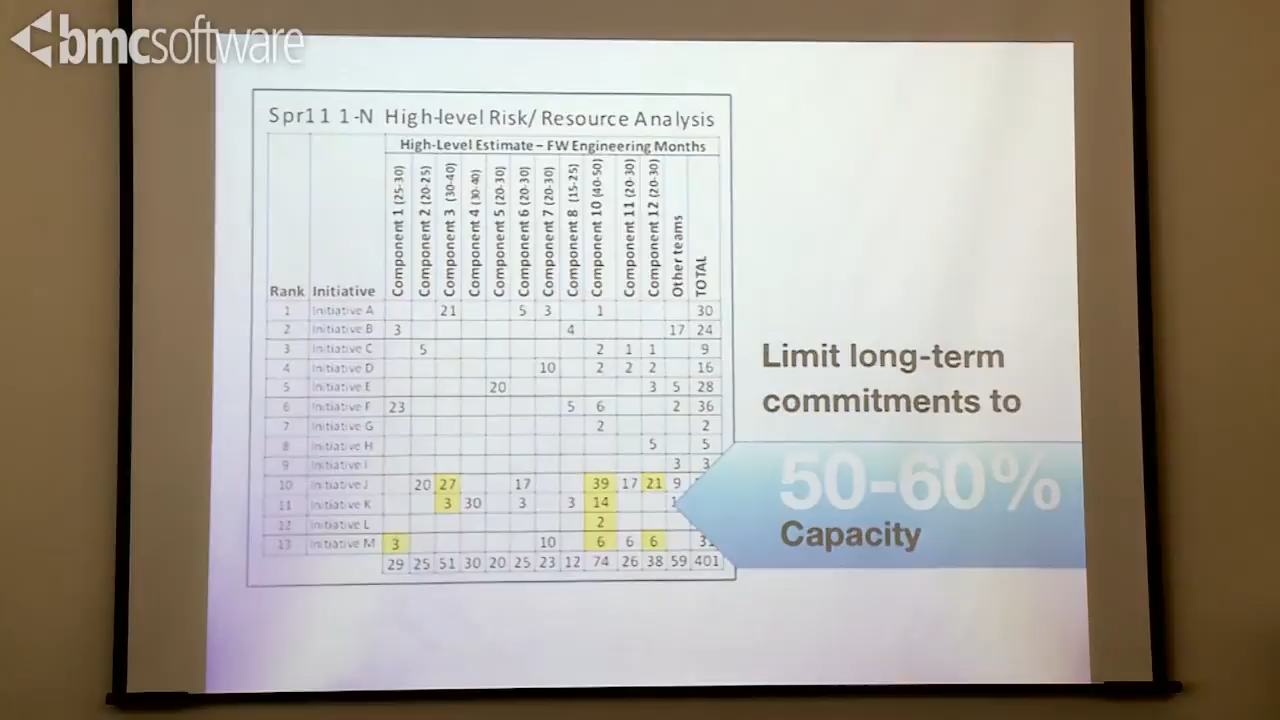 bmcsoftware
Spr11 1-N High-level Risk/ Resource Analysis
High-Level Estimate – FW Engineering Months
Rank Initiative Component 1 (25-30) Component 2 (20-25) Component 3 (30-40) Component 4 (30-40) Component 5 (20-30) Component 6 (20-30) Component 7 (20-30) Component 8 (15-25) Component 10 (40-50) Component 11 (20-30) Component 12 (20-30) Other teams TOTAL
1 Initiative A 21 5 3 1 30
2 Initiative B 3 4 17 24
3 Initiative C 5 2 1 1 9
4 Initiative D 10 2 2 2 16
5 Initiative E 20 3 5 28
6 Initiative F 23 5 6 2 36
7 Initiative G 2 2
8 Initiative H 5 5
9 Initiative I 3 3
10 Initiative J 20 27 17 39 17 21 9
11 Initiative K 3 30 3 3 14
12 Initiative L 2
13 Initiative M 3 10 6 6 6
29 25 51 30 20 25 23 12 74 26 38 59 401
Limit long-term
commitments to
50-60%
Capacity